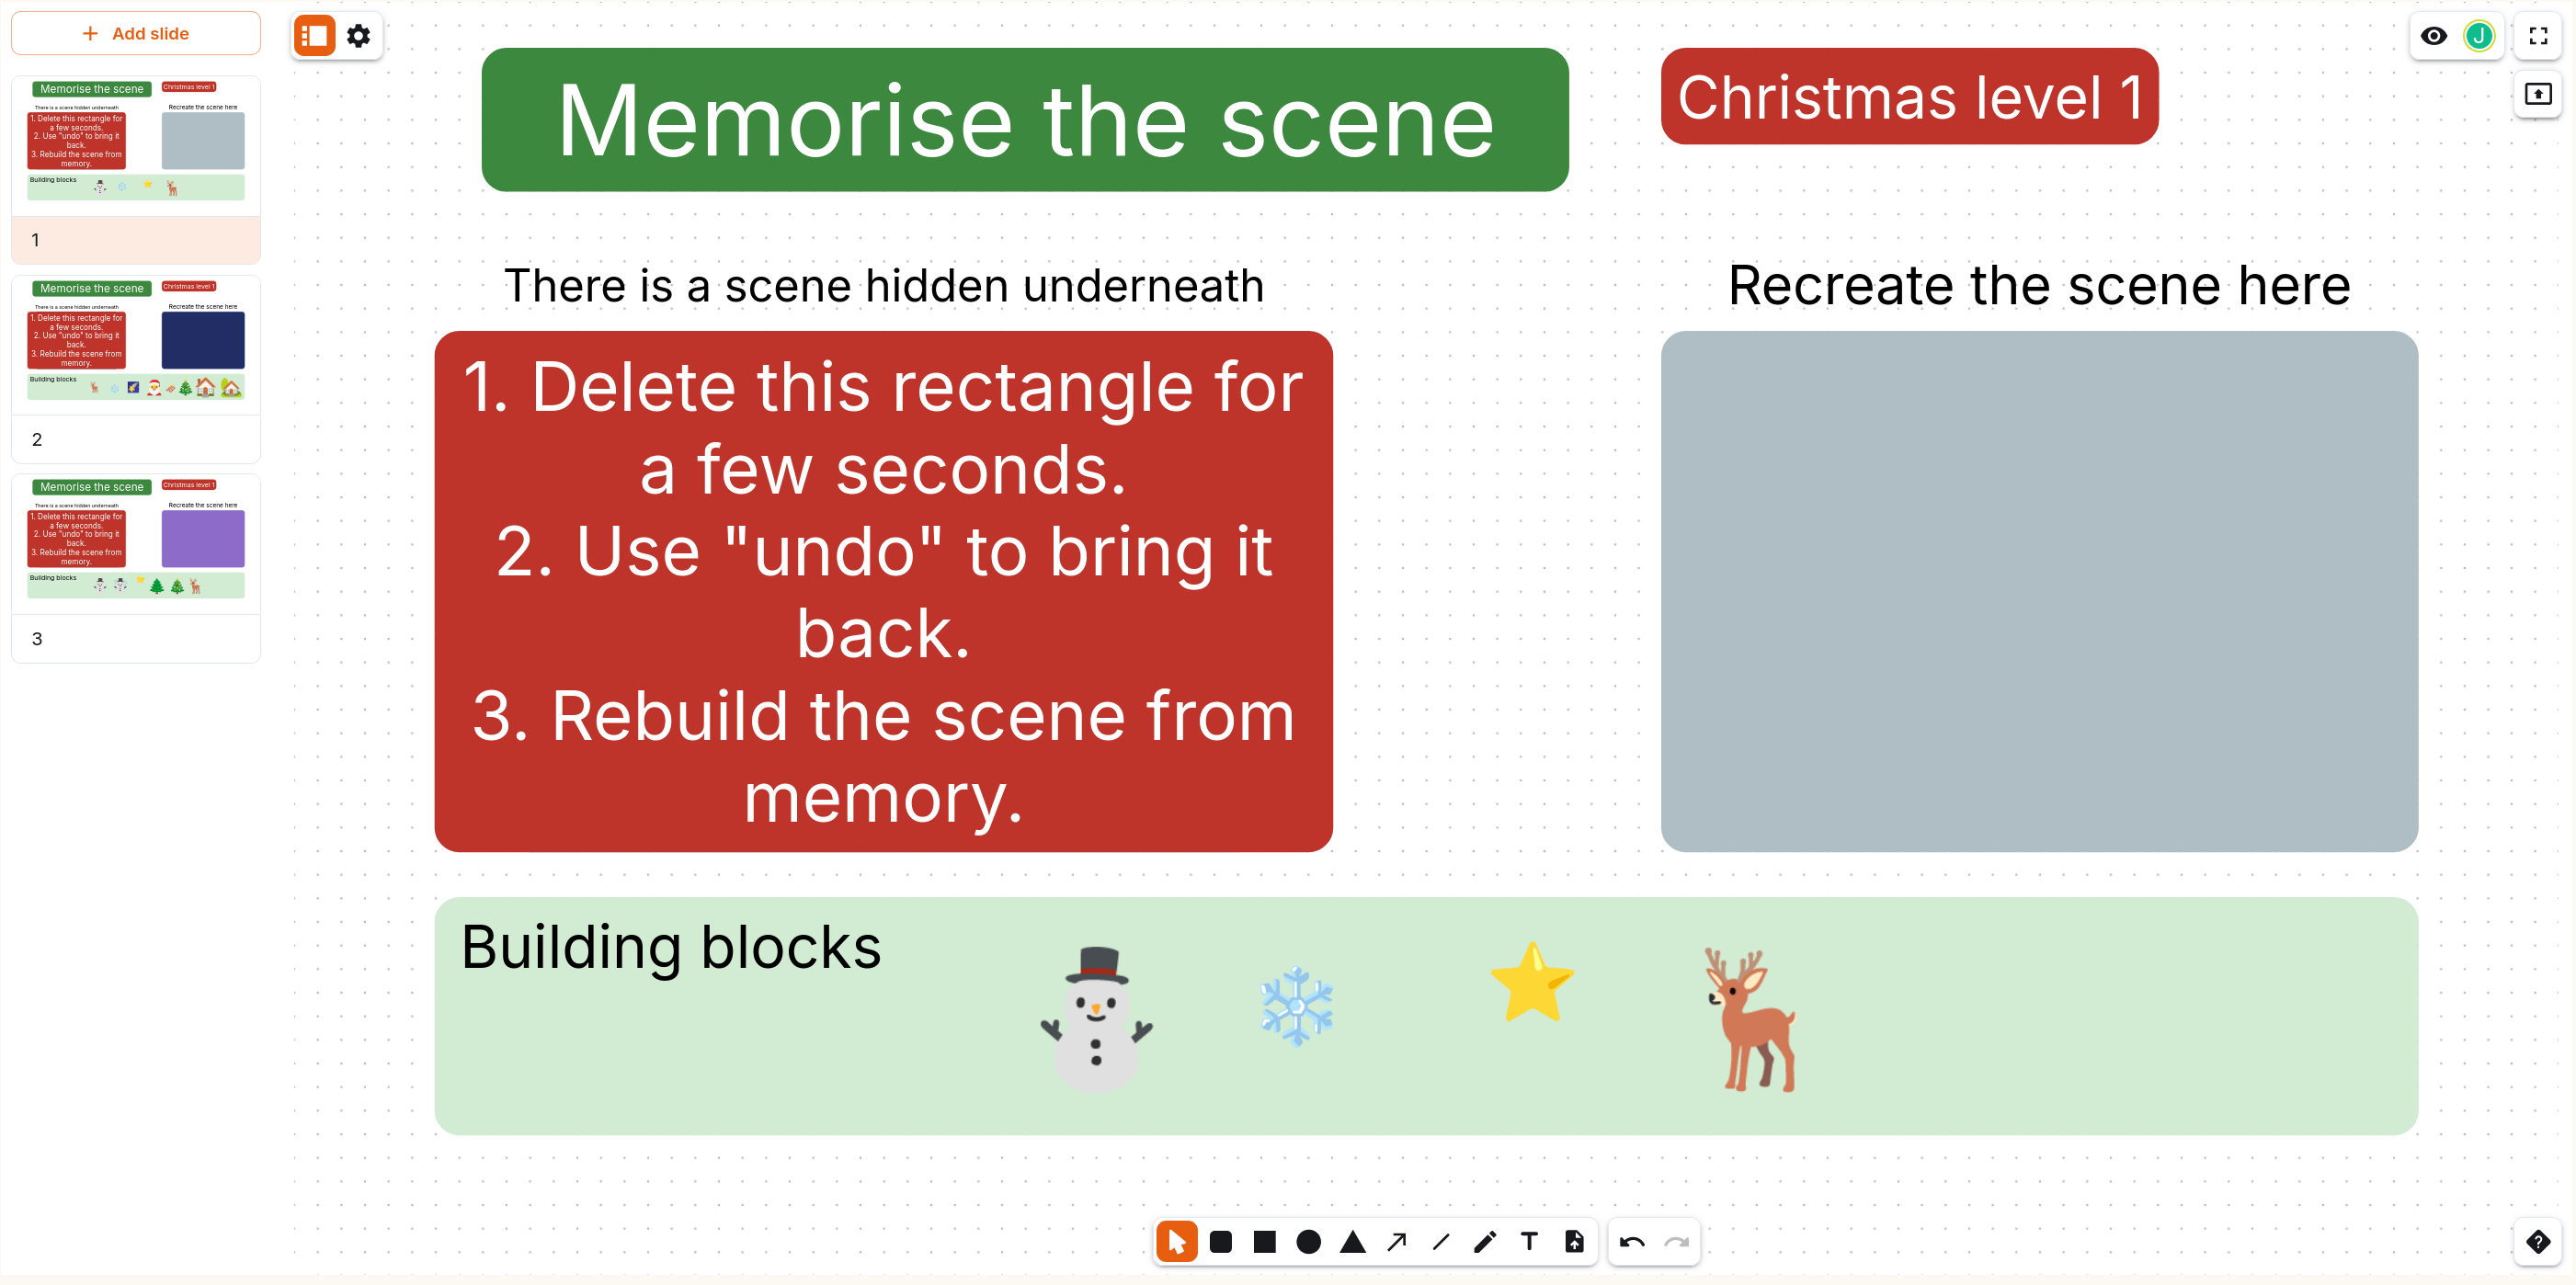 Add slide
Memorise the scene
Christmas level 1
There is a scene hidden underneath
Recreate the scene here
1. Delete this rectangle for
a few seconds.
2. Use "undo" to bring it
back.
3. Rebuild the scene from
memory.
Building blocks
1
Memorise the scene
Christmas level 1
There is a scene hidden underneath
Recreate the scene here
1. Delete this rectangle for
a few seconds.
2. Use "undo" to bring it
back.
3. Rebuild the scene from
memory.
Building blocks
2
Memorise the scene
Christmas level 1
There is a scene hidden underneath
Recreate the scene here
1. Delete this rectangle for
a few seconds.
2. Use "undo" to bring it
back.
3. Rebuild the scene from
memory.
Building blocks
3
Memorise the scene
Christmas level 1
There is a scene hidden underneath
Recreate the scene here
1. Delete this rectangle for
a few seconds.
2. Use "undo" to bring it
back.
3. Rebuild the scene from
memory.
Building blocks
J
T
?